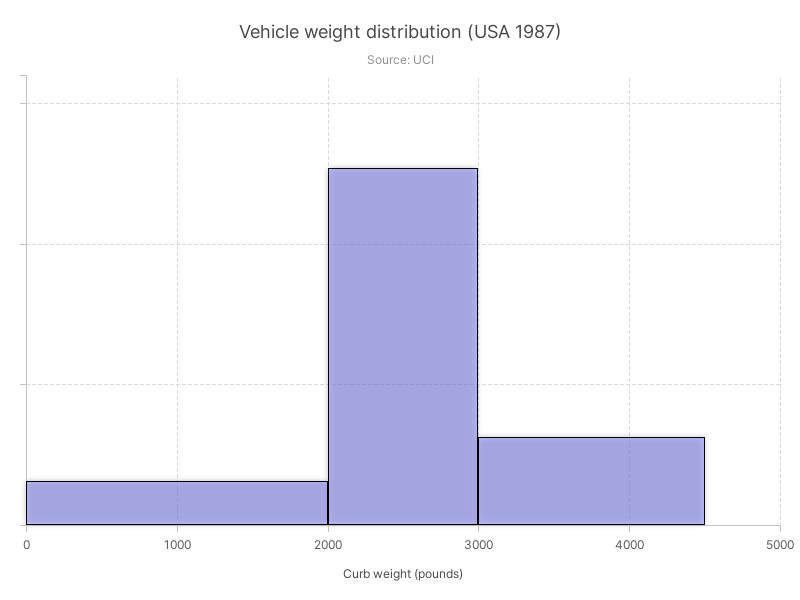 Vehicle weight distribution (USA 1987)
Source: UCI
0 1000 2000 3000 4000 5000
Curb weight (pounds)